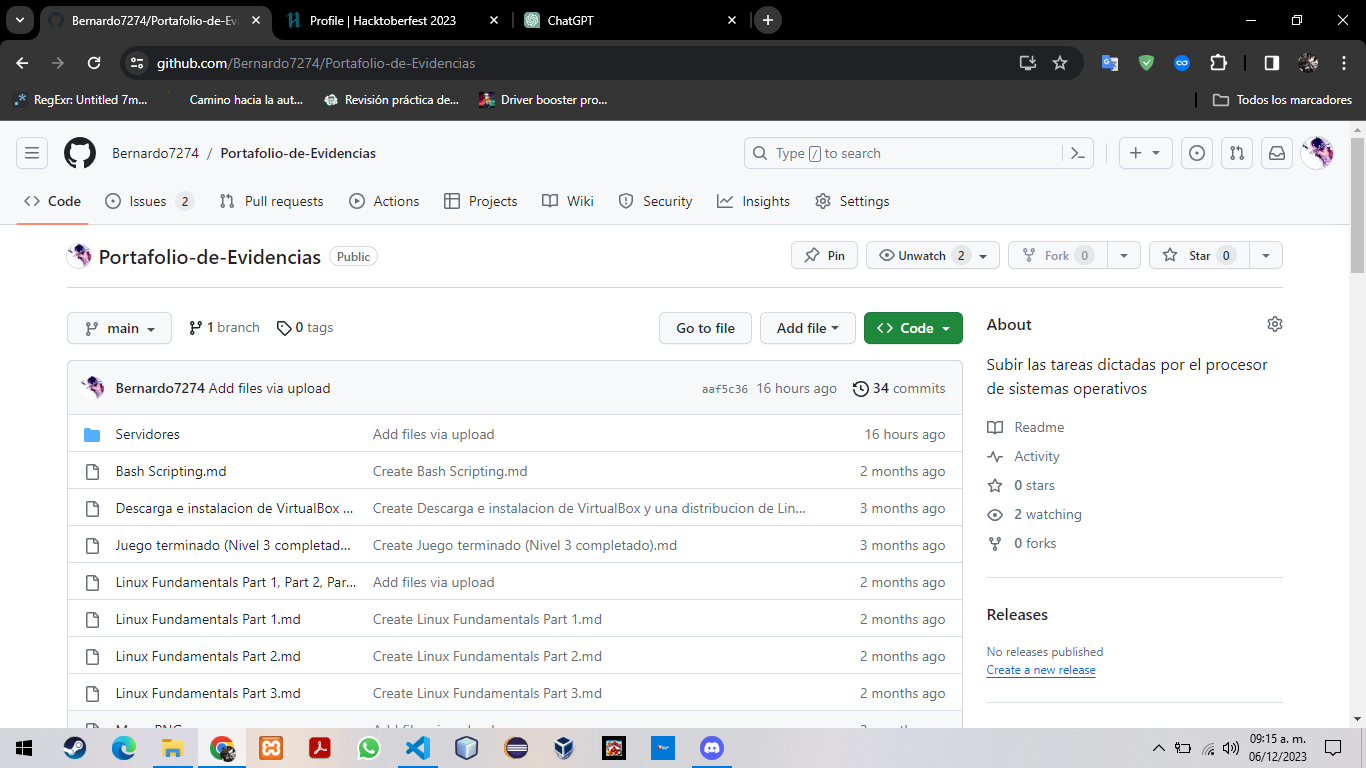 Bernardo7274/Portafolio-de-Evi
Profile | Hacktoberfest 2023
ChatGPT
github.com/Bernardo7274/Portafolio-de-Evidencias
RegExr: Untitled 7m...
Camino hacia la aut...
Revisión práctica de...
Driver booster pro...
Todos los marcadores
Bernardo7274 / Portafolio-de-Evidencias
Type / to search
Code
Issues 2
Pull requests
Actions
Projects
Wiki
Security
Insights
Settings
Portafolio-de-Evidencias Public
Pin
Unwatch 2
Fork 0
Star 0
main
1 branch
0 tags
Go to file
Add file
Code
Bernardo7274 Add files via upload
aaf5c36 16 hours ago
34 commits
Servidores Add files via upload 16 hours ago
Bash Scripting.md Create Bash Scripting.md 2 months ago
Descarga e instalacion de VirtualBox ... Create Descarga e instalacion de VirtualBox y una distribucion de Lin... 3 months ago
Juego terminado (Nivel 3 completad... Create Juego terminado (Nivel 3 completado).md 3 months ago
Linux Fundamentals Part 1, Part 2, Par... Add files via upload 2 months ago
Linux Fundamentals Part 1.md Create Linux Fundamentals Part 1.md 2 months ago
Linux Fundamentals Part 2.md Create Linux Fundamentals Part 2.md 2 months ago
Linux Fundamentals Part 3.md Create Linux Fundamentals Part 3.md 2 months ago
About
Subir las tareas dictadas por el procesor
de sistemas operativos
Readme
Activity
0 stars
2 watching
0 forks
Releases
No releases published
Create a new release
09:15 a. m.
06/12/2023